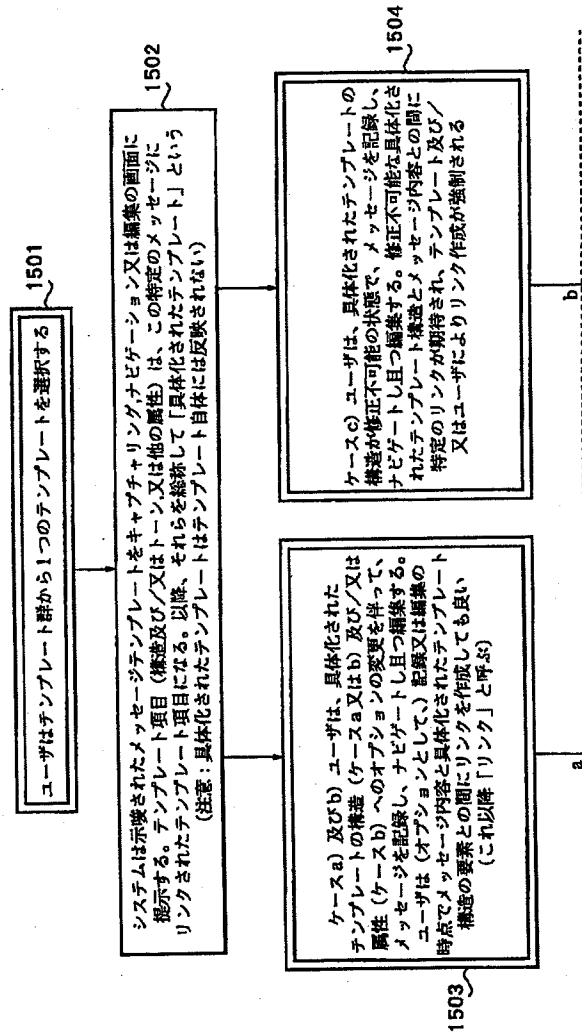 1501
ユーザはテンプレート群から1つのテンプレートを選択する
1502
システムは示唆されたメッセージテンプレートをキャプチャリング,ナビゲーション又は編集の画面に
提示する。テンプレート項目(構造及び/又はトーン,又は他の属性)は、この特定のメッセージに
リンクされたテンプレート項目になる。以降、それらを総称して「具体化されたテンプレート」という
(注意:具体化されたテンプレートはテンプレート自体には反映されない)
1503
ケースa)及びb)ユーザは、具体化された
テンプレートの構造(ケースa又はb)及び/又は
属性(ケースb)へのオプションの変更を伴って、
メッセージを記録し、ナビゲートし且つ編集する。
ユーザは(オプションとして、)記録又は編集の
時点でメッセージ内容と具体化されたテンプレート
構造の要素との間にリンクを作成しても良い
(これ以降「リンク」と呼ぶ)
1504
ケースc)ユーザは、具体化されたテンプレートの
構造が修正不可能の状態で、メッセージを記録し、
ナビゲートし且つ編集する。修正不可能な具体化さ
れたテンプレート構造とメッセージ内容との間に
特定のリンクが期待され、テンプレート及び/
又はユーザによりリンク作成が強制される
a
b